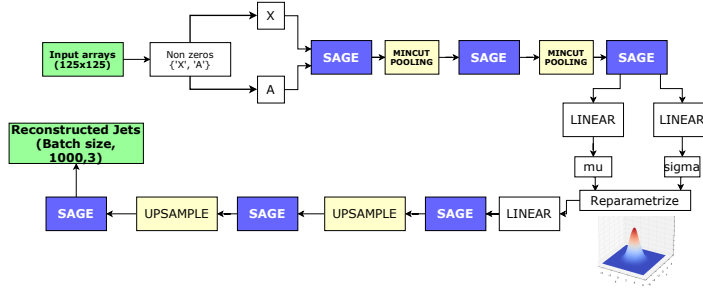 Input arrays
(125x125)
Non zeros
{'X', 'A'}
X
A
SAGE
MINCUT
POOLING
SAGE
MINCUT
POOLING
SAGE
LINEAR
LINEAR
mu
sigma
Reparametrize
LINEAR
SAGE
UPSAMPLE
SAGE
UPSAMPLE
SAGE
Reconstructed Jets
(Batch size,
1000,3)